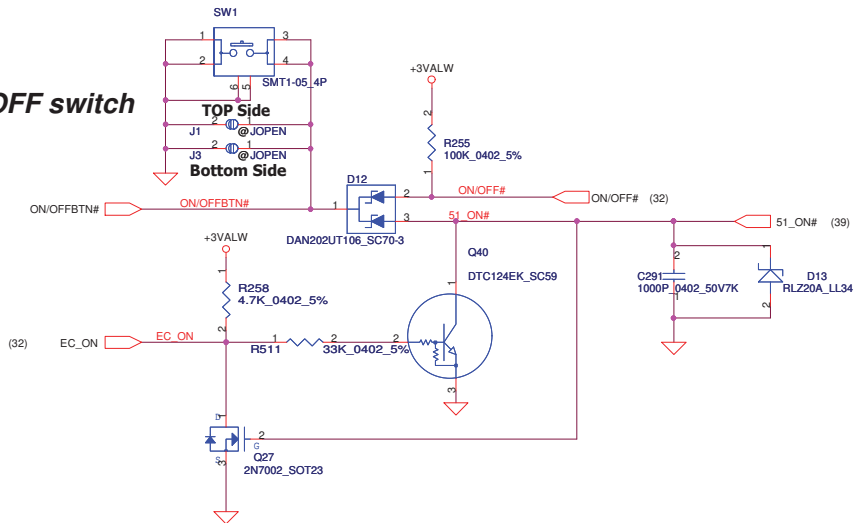 SW1
1
3
2
4
SMT1-05_4P
6
5
OFF switch
TOP Side
2
1
J1
@JOPEN
2
1
J3
@JOPEN
Bottom Side
+3VALW
2
R255
100K_0402_5%
1
D12
ON/OFFBTN#
ON/OFFBTN#
1
2
ON/OFF#
ON/OFF# (32)
3
51_ON#
51_ON# (39)
DAN202UT106_SC70-3
+3VALW
1
R258
4.7K_0402_5%
2
Q40
DTC124EK_SC59
1
2
C291
1000P_0402_50V7K
1
1
D13
RLZ20A_LL34
2
(32) EC_ON
EC_ON
1
2
R511
33K_0402_5%
2
3
1
D
G
2
S
3
Q27
2N7002_SOT23